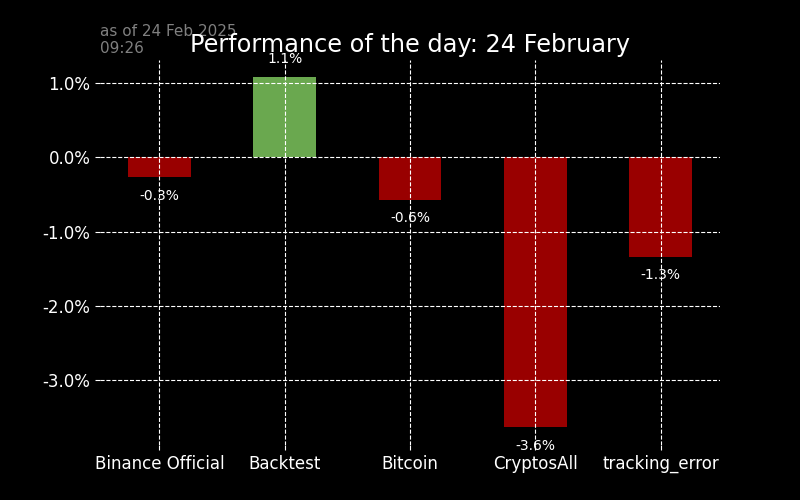 as of 24 Feb 2025
09:26
Performance of the day: 24 February
1.1%
1.0%
0.0%
-0.3%
-0.6%
-1.0%
-1.3%
-2.0%
-3.0%
-3.6%
Binance Official
Backtest
Bitcoin
CryptosAll
tracking_error